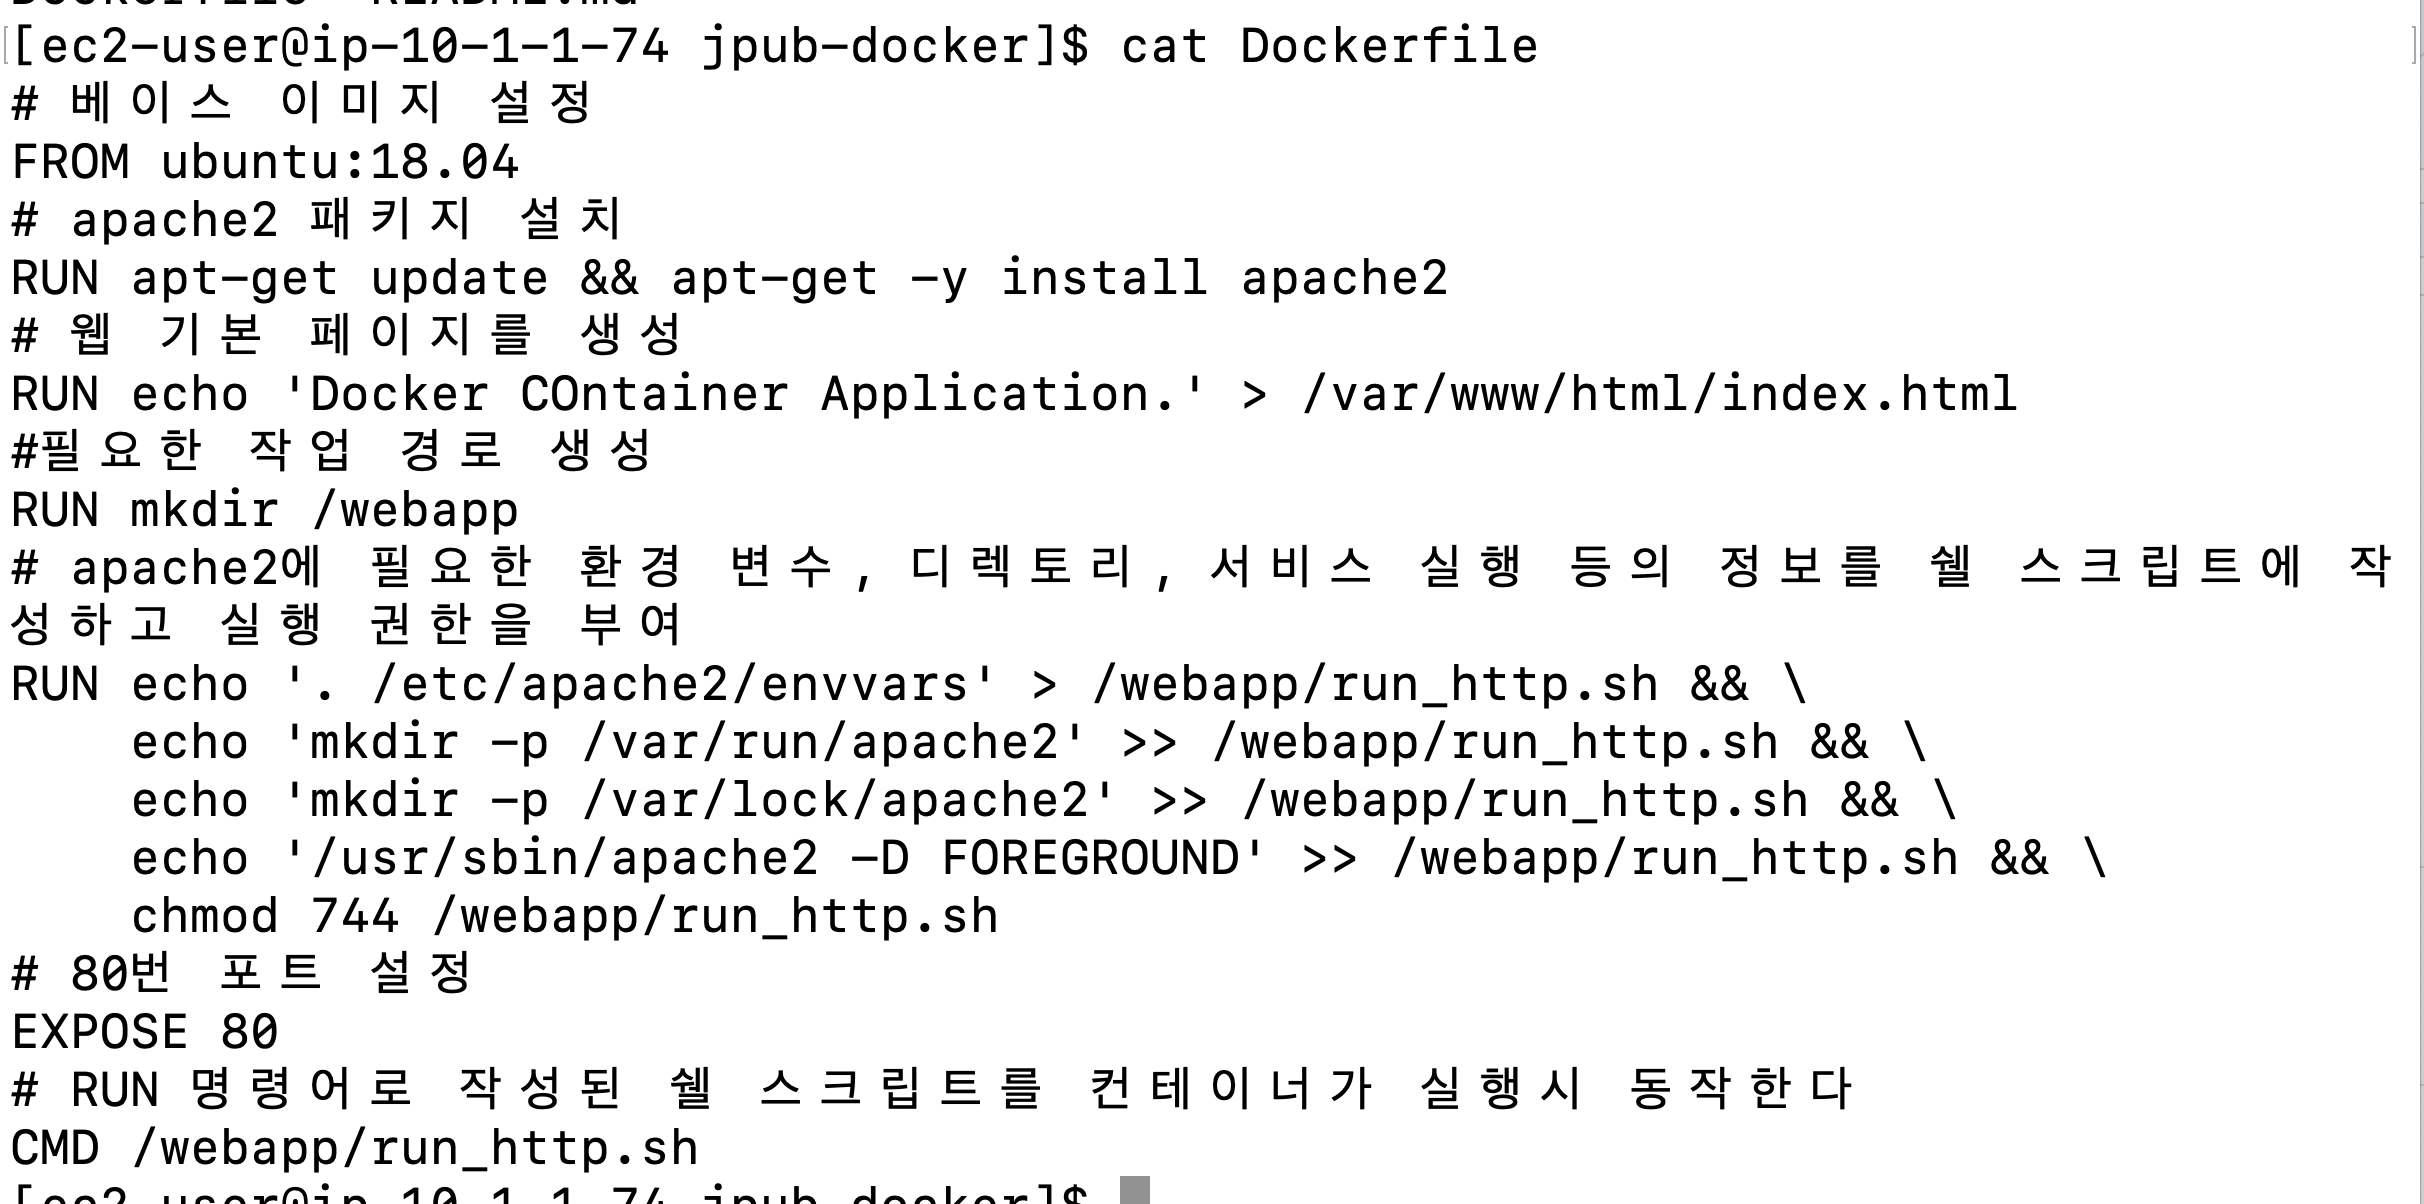 Dockerfile  README.md
[ec2-user@ip-10-1-1-74 jpub-docker]$ cat Dockerfile
# 베이스 이미지 설정
FROM ubuntu:18.04
# apache2 패키지 설치
RUN apt-get update && apt-get -y install apache2
# 웹 기본 페이지를 생성
RUN echo 'Docker COntainer Application.' > /var/www/html/index.html
#필요한 작업 경로 생성
RUN mkdir /webapp
# apache2에 필요한 환경 변수, 디렉토리, 서비스 실행 등의 정보를 쉘 스크립트에 작
성하고 실행 권한을 부여
RUN echo '. /etc/apache2/envvars' > /webapp/run_http.sh && \
    echo 'mkdir -p /var/run/apache2' >> /webapp/run_http.sh && \
    echo 'mkdir -p /var/lock/apache2' >> /webapp/run_http.sh && \
    echo '/usr/sbin/apache2 -D FOREGROUND' >> /webapp/run_http.sh && \
    chmod 744 /webapp/run_http.sh
# 80번 포트 설정
EXPOSE 80
# RUN 명령어로 작성된 쉘 스크립트를 컨테이너가 실행시 동작한다
CMD /webapp/run_http.sh
[ec2-user@ip-10-1-1-74 jpub-docker]$